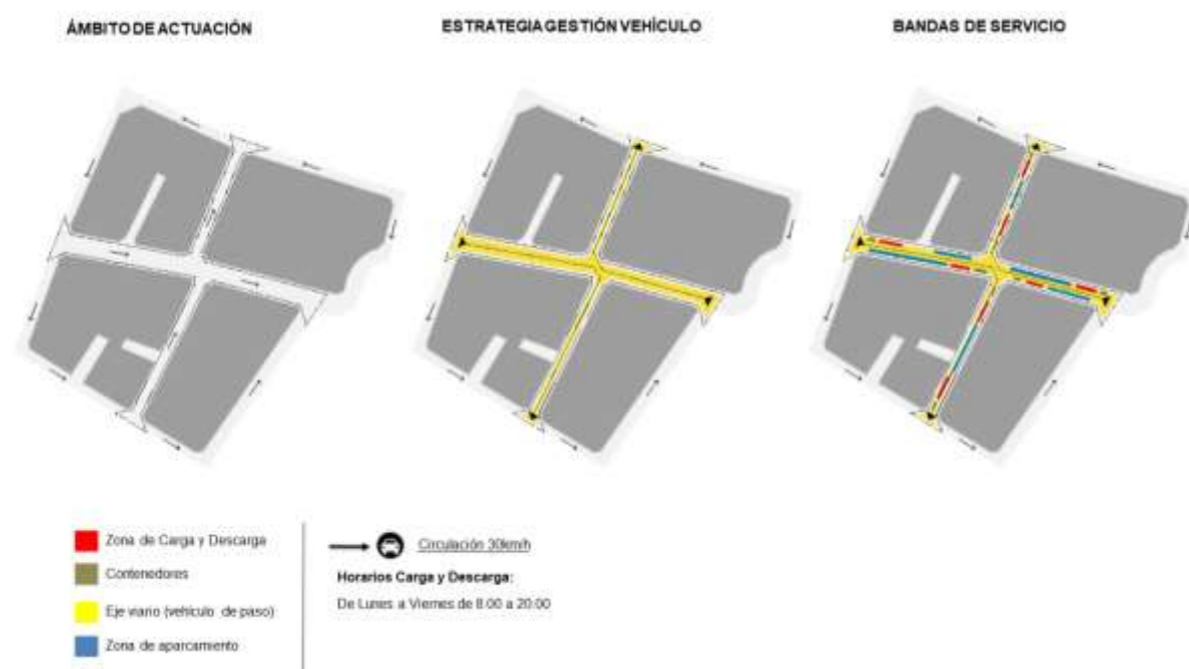 ÁMBITO DE ACTUACIÓN
ESTRATEGIA GESTIÓN VEHÍCULO
BANDAS DE SERVICIO
Zona de Carga y Descarga
Contenedores
Eje viario (vehículo de paso)
Zona de aparcamiento
Circulación 30km/h
Horarios Carga y Descarga:
De Lunes a Viernes de 8:00 a 20:00